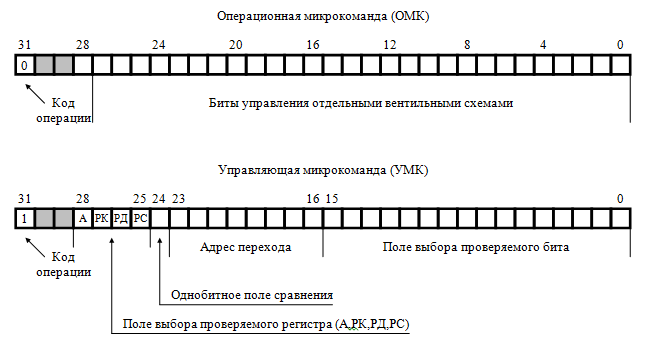 Операционная микрокоманда (ОМК)
31 28 24 20 16 12 8 4 0
0
Код
операции
Биты управления отдельными вентильными схемами
Управляющая микрокоманда (УМК)
31 28 25 24 23 16 15 0
1 А РК РД РС
Код
операции
Адрес перехода
Поле выбора проверяемого бита
Однобитное поле сравнения
Поле выбора проверяемого регистра (А,РК,РД,РС)